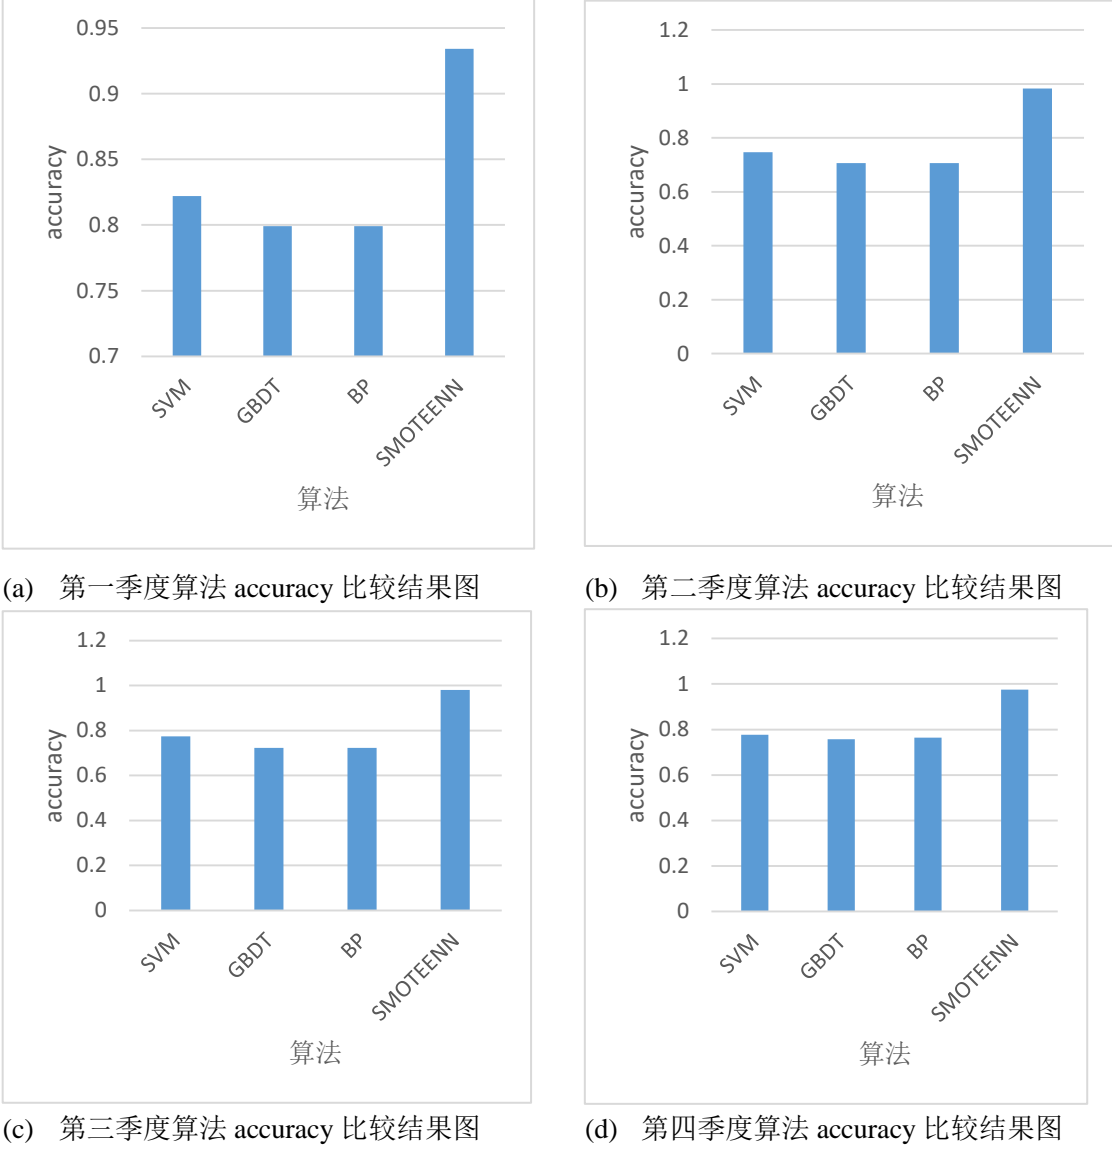 0.95
0.9
0.85
0.8
0.75
0.7
accuracy
SVM
GBDT
BP
SMOTEENN
算法
(a) 第一季度算法 accuracy 比较结果图
1.2
1
0.8
0.6
0.4
0.2
0
accuracy
SVM
GBDT
BP
SMOTEENN
算法
(b) 第二季度算法 accuracy 比较结果图
1.2
1
0.8
0.6
0.4
0.2
0
accuracy
SVM
GBDT
BP
SMOTEENN
算法
(c) 第三季度算法 accuracy 比较结果图
1.2
1
0.8
0.6
0.4
0.2
0
accuracy
SVM
GBDT
BP
SMOTEENN
算法
(d) 第四季度算法 accuracy 比较结果图